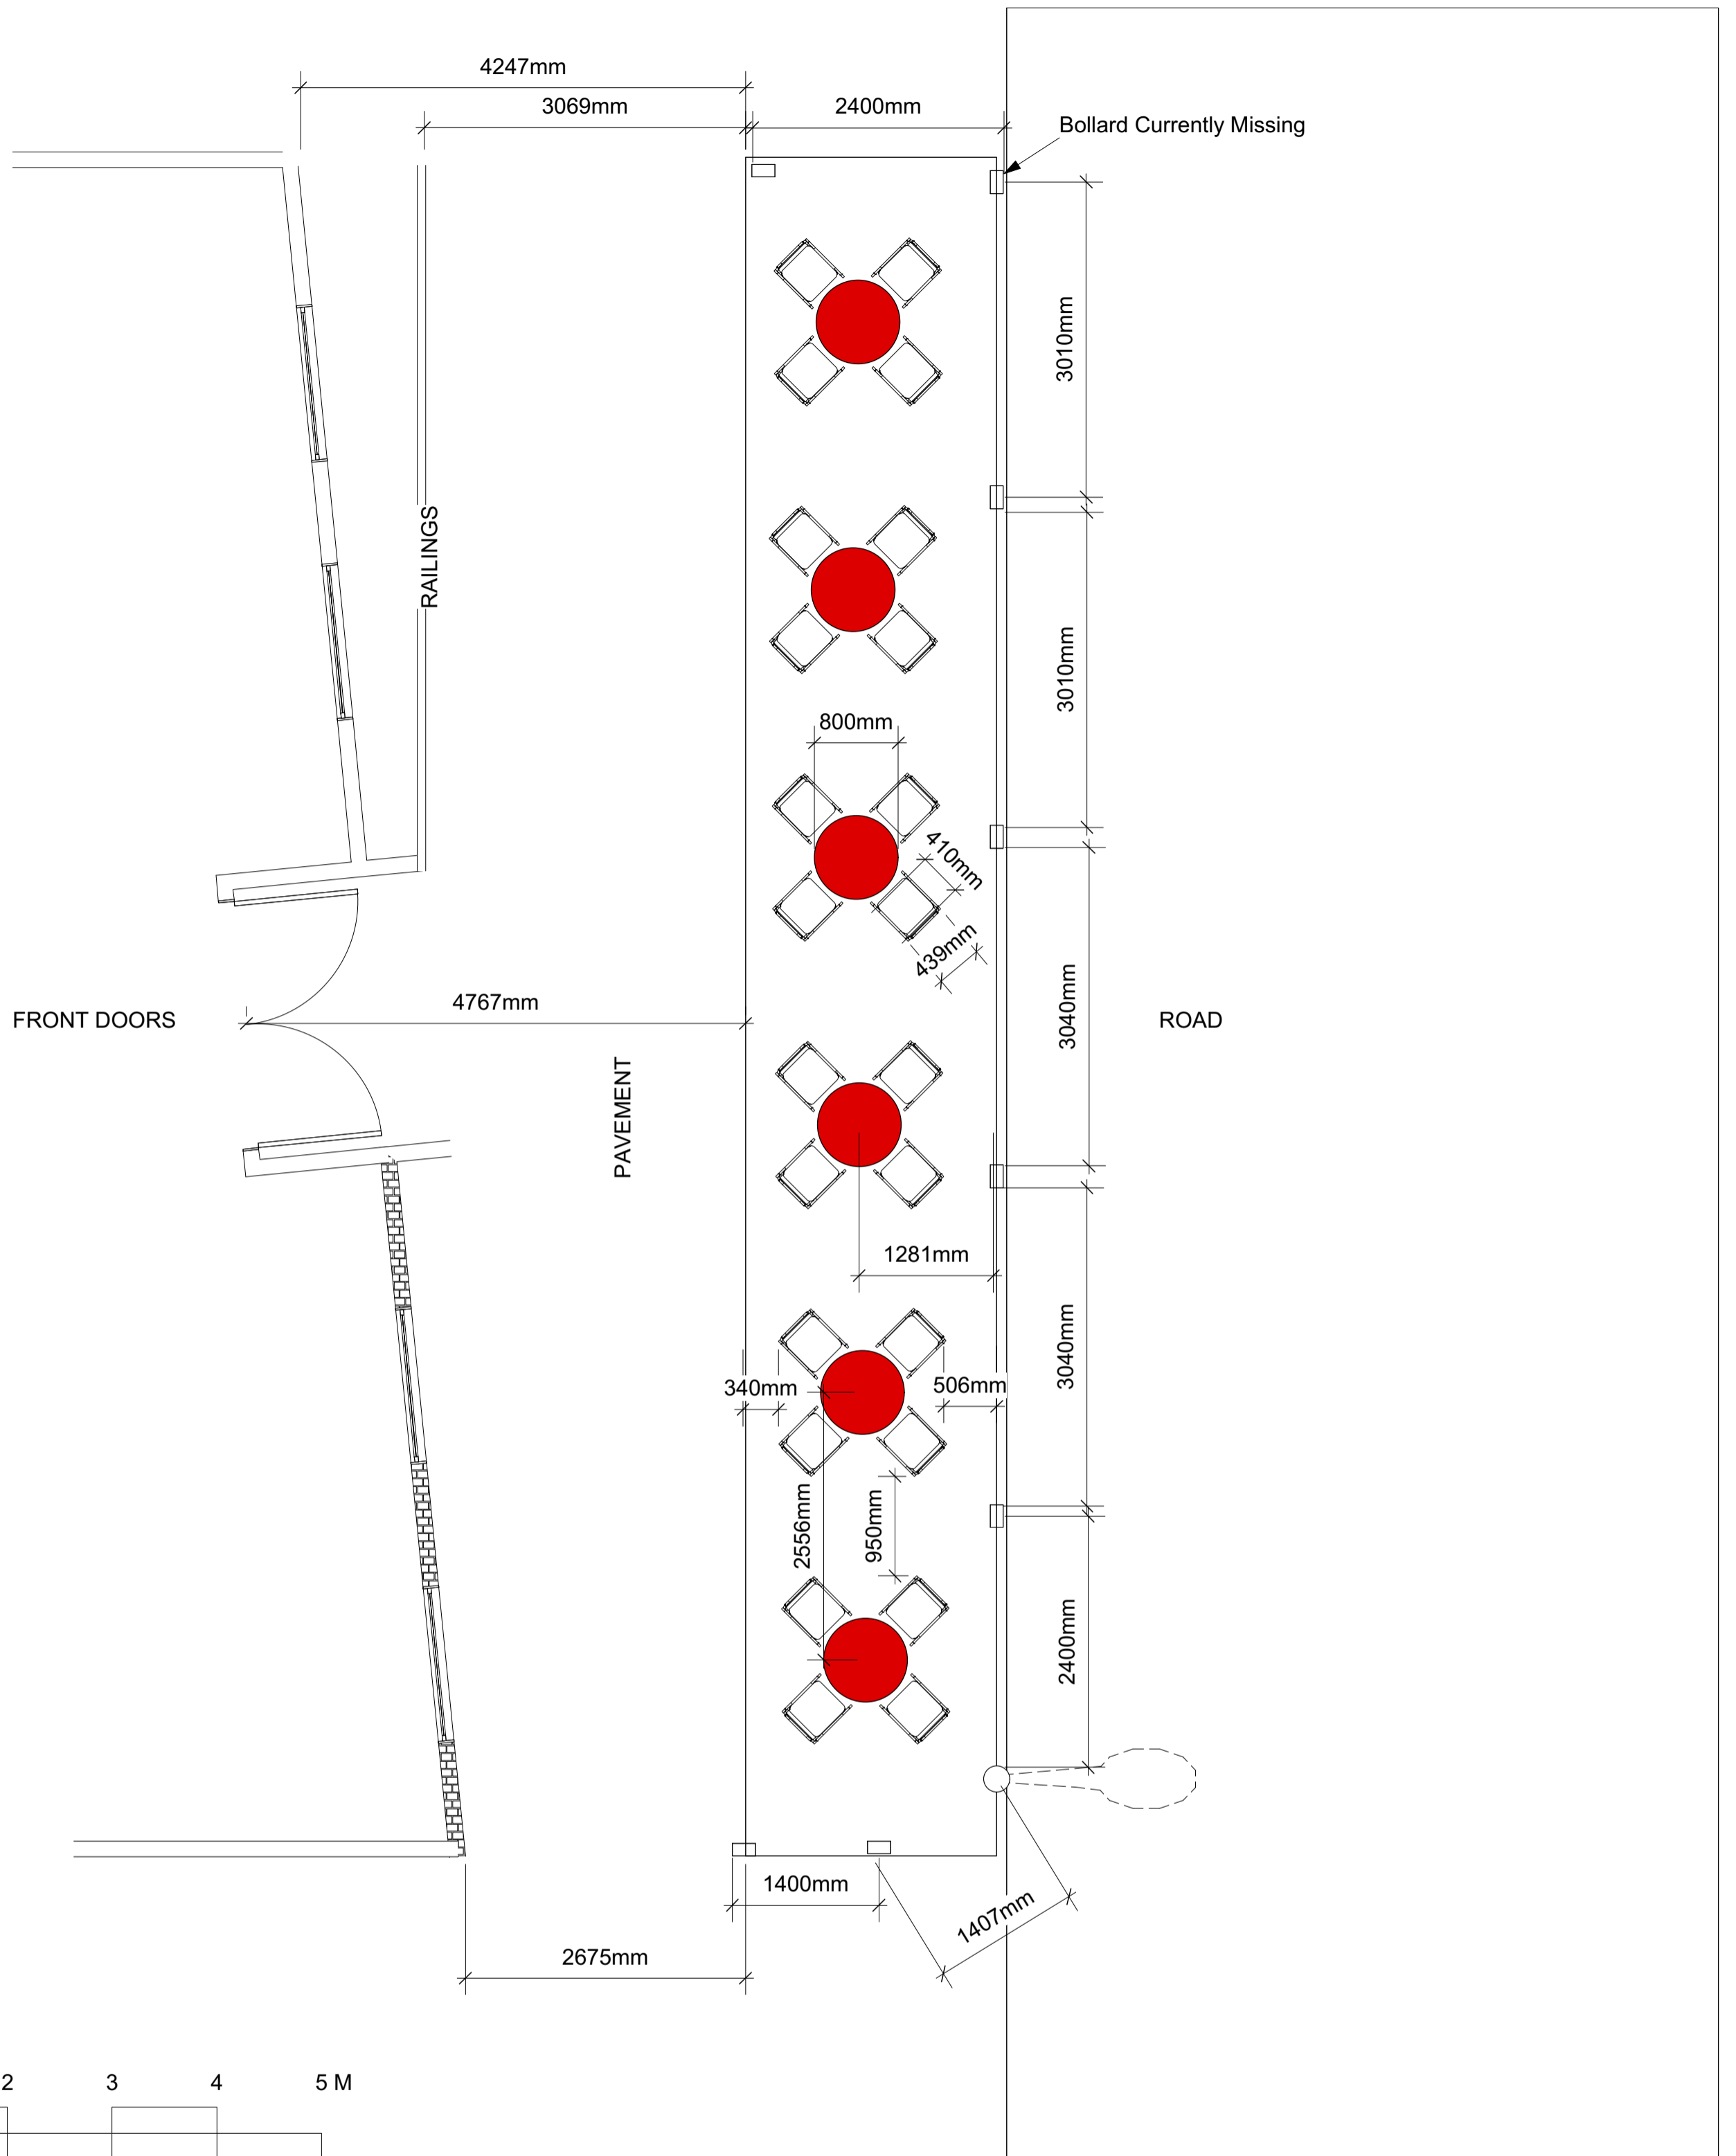 4247mm
3069mm
2400mm
Bollard Currently Missing
3010mm
RAILINGS
3010mm
800mm
410mm
439mm
4767mm
FRONT DOORS
ROAD
3040mm
PAVEMENT
1281mm
340mm
506mm
3040mm
2556mm
950mm
2400mm
1400mm
1407mm
2675mm
2 3 4 5 M